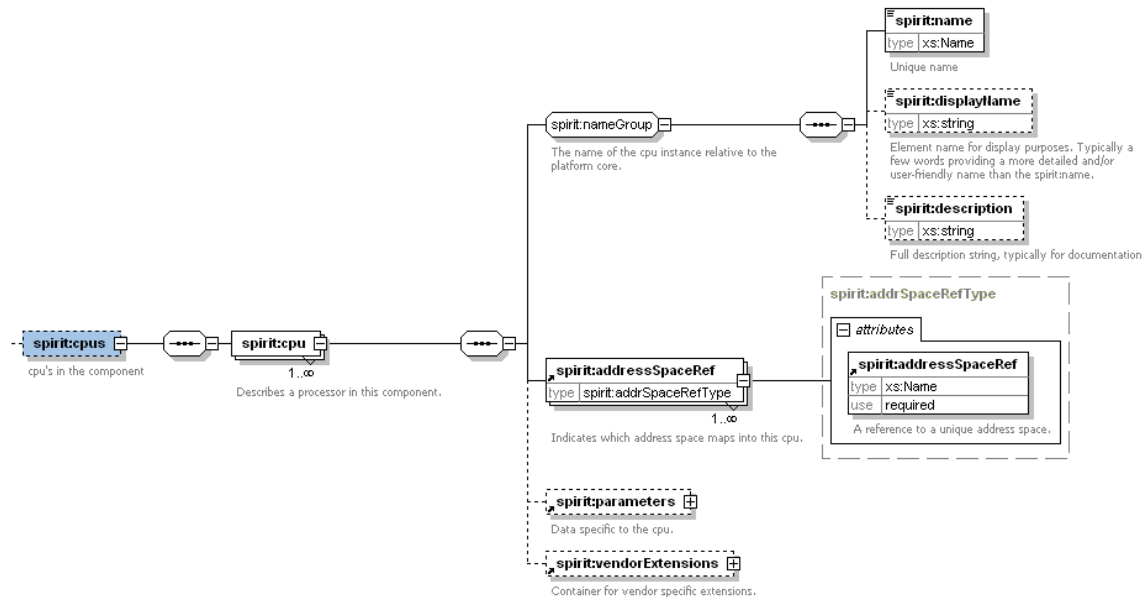 spirit:name
type xs:Name
Unique name
spirit:displayName
type xs:string
Element name for display purposes. Typically a
few words providing a more detailed and/or
user-friendly name than the spirit:name.
spirit:nameGroup
The name of the cpu instance relative to the
platform core.
spirit:description
type xs:string
Full description string, typically for documentation
spirit:cpus
cpu's in the component
spirit:cpu
1..∞
Describes a processor in this component.
spirit:addressSpaceRef
type spirit:addrSpaceRefType
1..∞
Indicates which address space maps into this cpu.
spirit:addrSpaceRefType
attributes
spirit:addressSpaceRef
type xs:Name
use required
A reference to a unique address space.
spirit:parameters
Data specific to the cpu.
spirit:vendorExtensions
Container for vendor specific extensions.